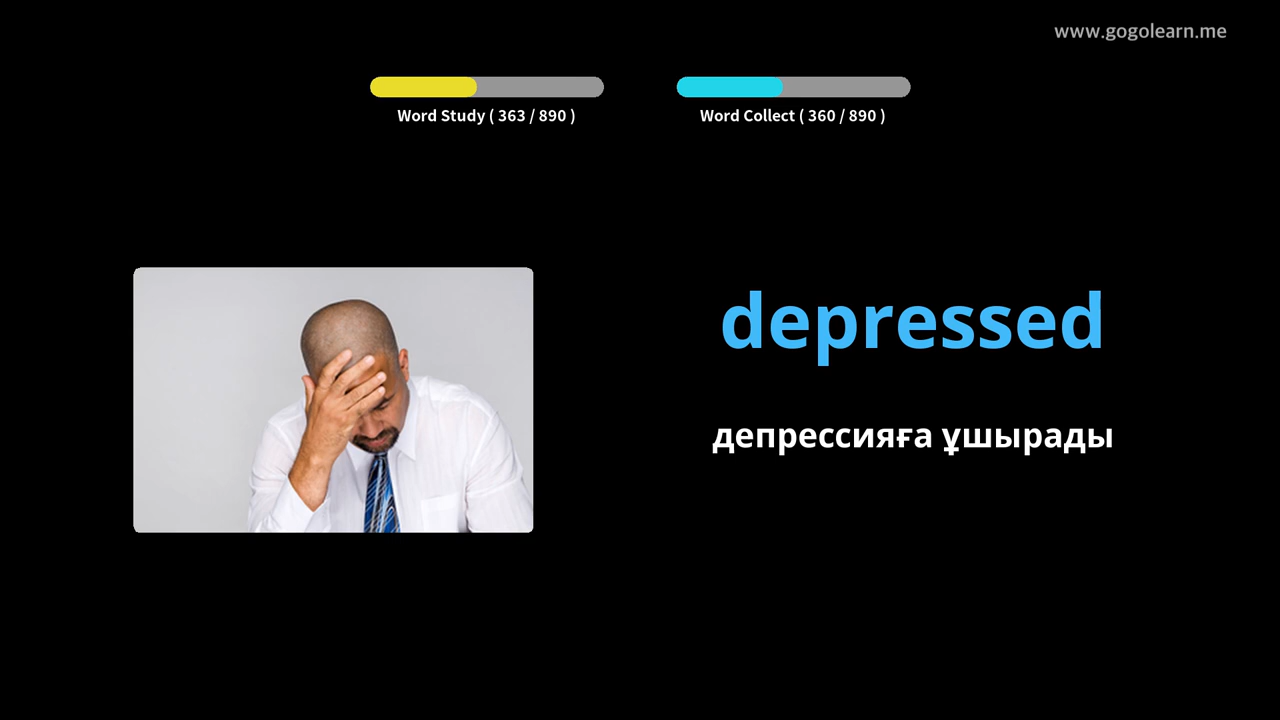 www.gogolearn.me
Word Study ( 363 / 890 )
Word Collect ( 360 / 890 )
depressed
депрессияға ұшырады